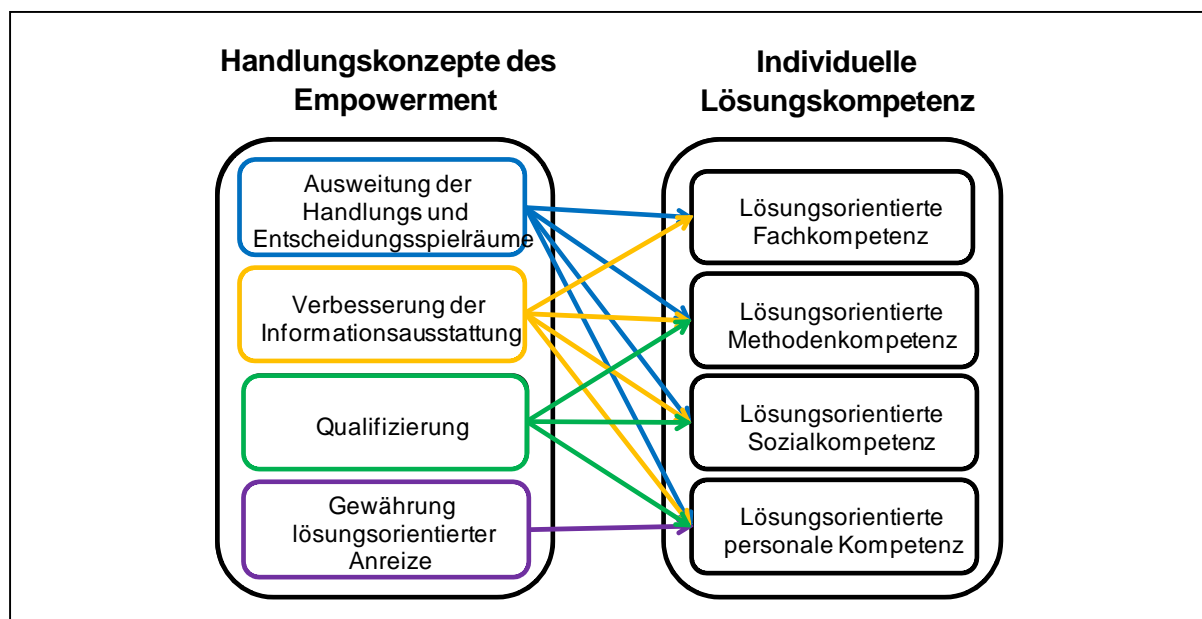 Handlungskonzepte des
Empowerment
Ausweitung der
Handlungs und
Entscheidungsspielräume
Verbesserung der
Informationsausstattung
Qualifizierung
Gewährung
lösungsorientierter
Anreize
Individuelle
Lösungskompetenz
Lösungsorientierte
Fachkompetenz
Lösungsorientierte
Methodenkompetenz
Lösungsorientierte
Sozialkompetenz
Lösungsorientierte
personale Kompetenz